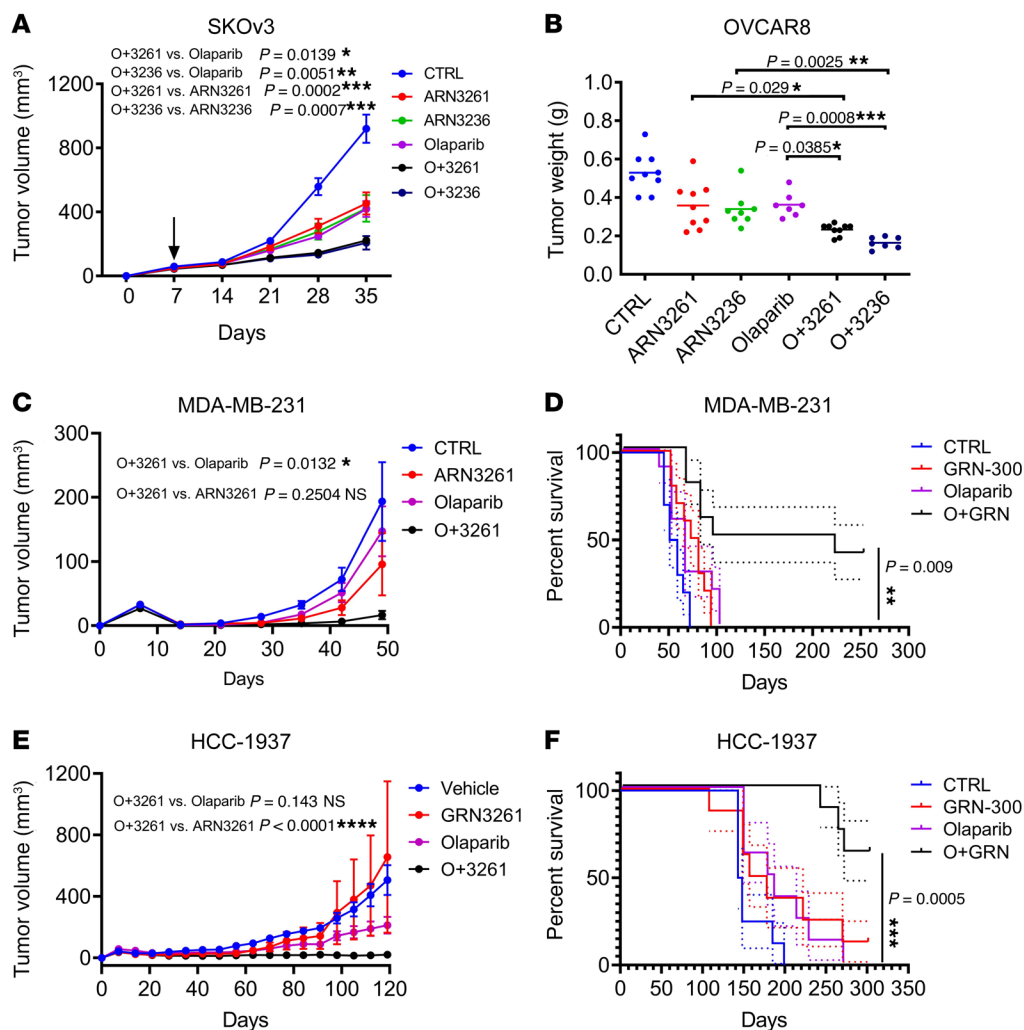 A
SKOv3
O+3261 vs. Olaparib P = 0.0139 *
O+3236 vs. Olaparib P = 0.0051 **
O+3261 vs. ARN3261 P = 0.0002 ***
O+3236 vs. ARN3236 P = 0.0007 ***
CTRL
ARN3261
ARN3236
Olaparib
O+3261
O+3236
Tumor volume (mm³)
1200
800
400
0
0 7 14 21 28 35
Days
B
OVCAR8
P = 0.0025 **
P = 0.029 *
P = 0.0008 ***
P = 0.0385 *
Tumor weight (g)
1.0
0.8
0.6
0.4
0.2
0.0
CTRL
ARN3261
ARN3236
Olaparib
O+3261
O+3236
C
MDA-MB-231
O+3261 vs. Olaparib P = 0.0132 *
O+3261 vs. ARN3261 P = 0.2504 NS
CTRL
ARN3261
Olaparib
O+3261
Tumor volume (mm³)
300
200
100
0
0 10 20 30 40 50
Days
D
MDA-MB-231
CTRL
GRN-300
Olaparib
O+GRN
P = 0.009
**
Percent survival
100
50
0
0 50 100 150 200 250 300
Days
E
HCC-1937
O+3261 vs. Olaparib P = 0.143 NS
O+3261 vs. ARN3261 P < 0.0001 ****
Vehicle
GRN3261
Olaparib
O+3261
Tumor volume (mm³)
1200
800
400
0
0 20 40 60 80 100 120
Days
F
HCC-1937
CTRL
GRN-300
Olaparib
O+GRN
P = 0.0005
***
Percent survival
100
50
0
0 50 100 150 200 250 300 350
Days